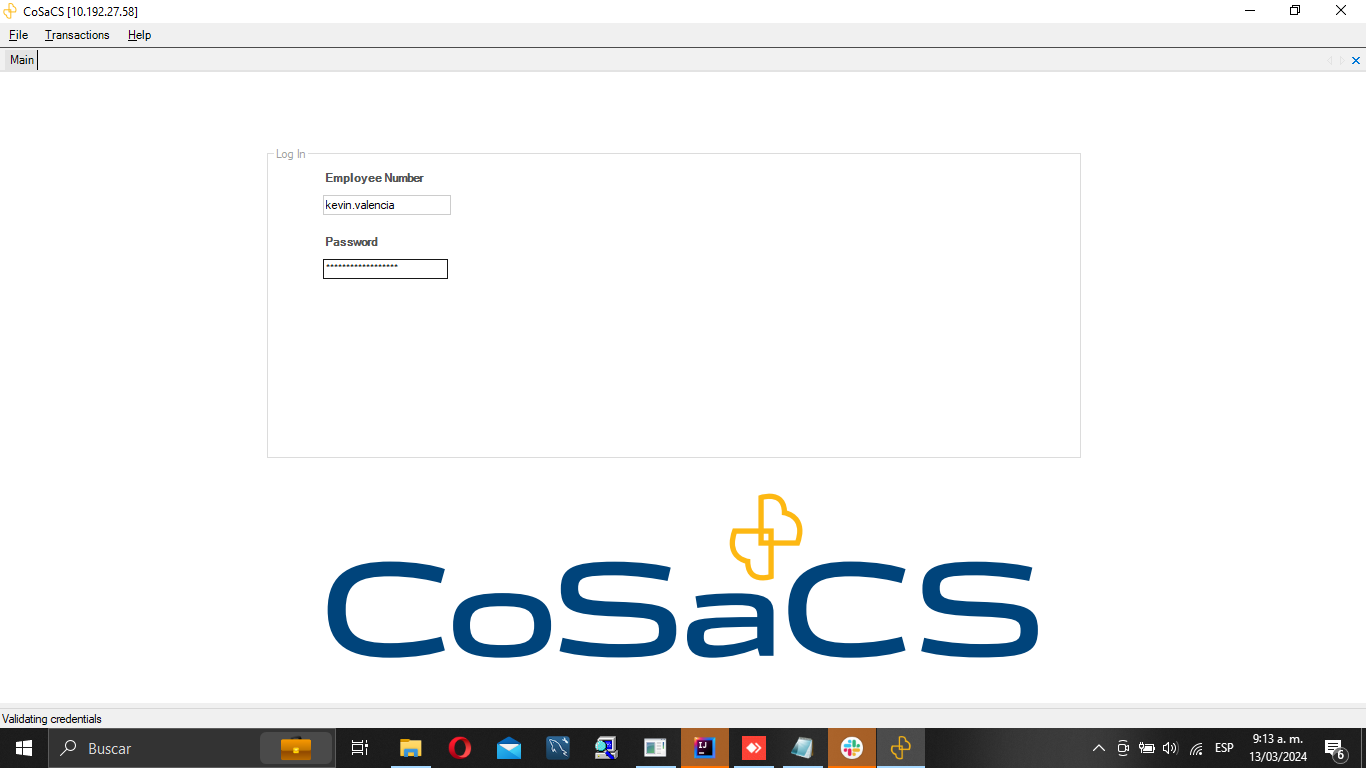 CoSaCS [10.192.27.58]
File Transactions Help
Main
Log In
Employee Number
kevin.valencia
Password
******************
CoSaCS
Validating credentials
Buscar
IJ
ESP
9:13 a. m.
13/03/2024
6